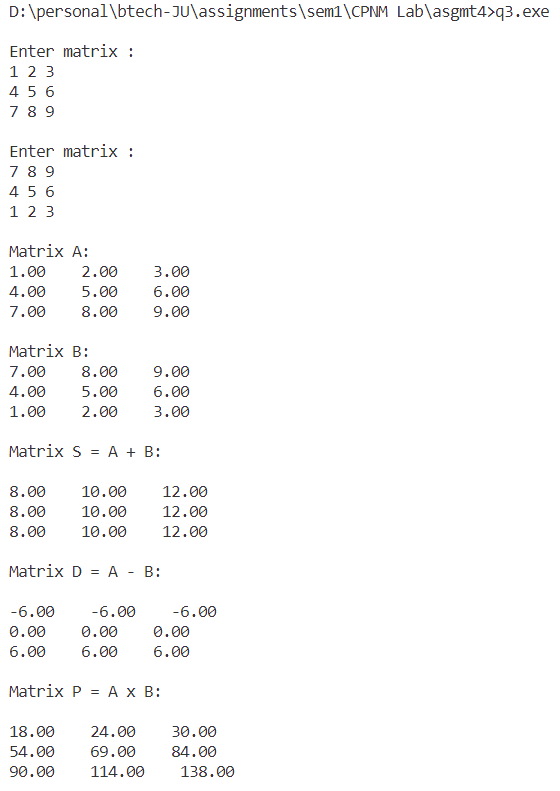 D:\personal\btech-JU\assignments\sem1\CPNM Lab\asgmt4>q3.exe
Enter matrix :
1 2 3
4 5 6
7 8 9
Enter matrix :
7 8 9
4 5 6
1 2 3
Matrix A:
1.00    2.00    3.00
4.00    5.00    6.00
7.00    8.00    9.00
Matrix B:
7.00    8.00    9.00
4.00    5.00    6.00
1.00    2.00    3.00
Matrix S = A + B:
8.00    10.00    12.00
8.00    10.00    12.00
8.00    10.00    12.00
Matrix D = A - B:
-6.00    -6.00    -6.00
0.00    0.00    0.00
6.00    6.00    6.00
Matrix P = A x B:
18.00    24.00    30.00
54.00    69.00    84.00
90.00    114.00    138.00